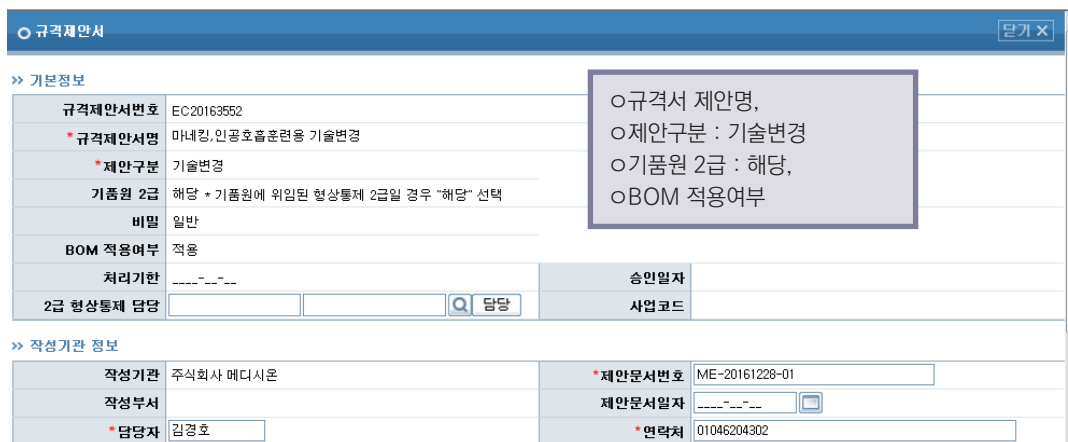 규격제안서 닫기 X
>> 기본정보
규격제안서번호 EC20163552
*규격제안서명 마네킹,인공호흡훈련용 기술변경
*제안구분 기술변경
기품원 2급 해당 * 기품원에 위임된 형상통제 2급일 경우 "해당" 선택
비밀 일반
BOM 적용여부 적용
처리기한 ____-__-__ 승인일자
2급 형상통제 담당 담당 사업코드
ㅇ규격서 제안명,
ㅇ제안구분 : 기술변경
ㅇ기품원 2급 : 해당,
ㅇBOM 적용여부
>> 작성기관 정보
작성기관 주식회사 메디시온 *제안문서번호 ME-20161228-01
작성부서 제안문서일자 ____-__-__
*담당자 김경호 *연락처 01046204302